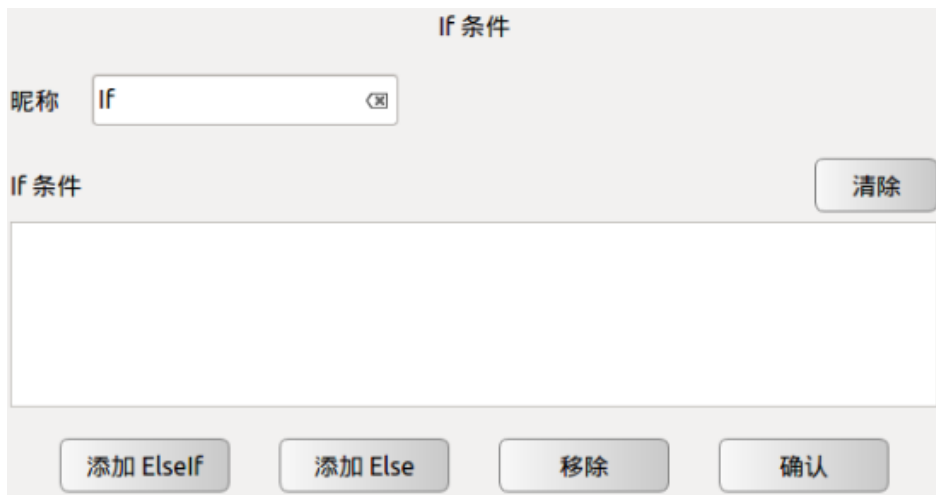 If 条件
昵称 If
If 条件 清除
添加 ElseIf 添加 Else 移除 确认